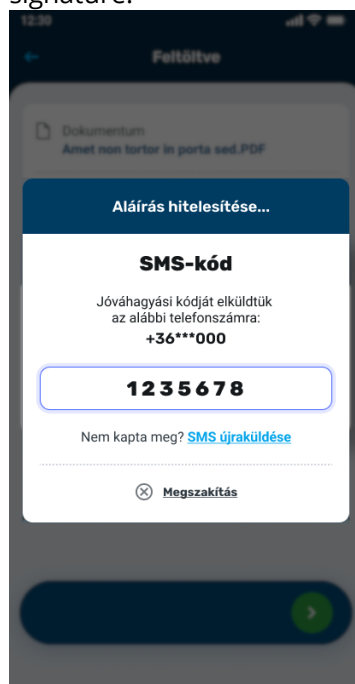 signature.
12:30
Feltöltve
Dokumentum
Amet non tortor in porta sed.PDF
Aláírás hitelesítése...
SMS-kód
Jóváhagyási kódját elküldtük
az alábbi telefonszámra:
+36***000
1235678
Nem kapta meg? SMS újraküldése
Megszakítás